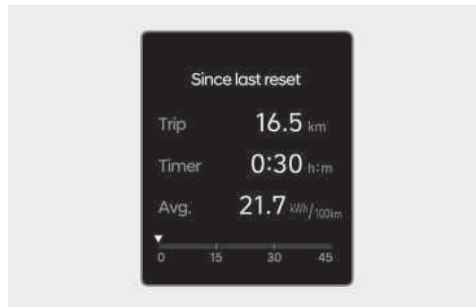 Since last reset
Trip 16.5 km
Timer 0:30 h:m
Avg. 21.7 kWh/100km
0 15 30 45